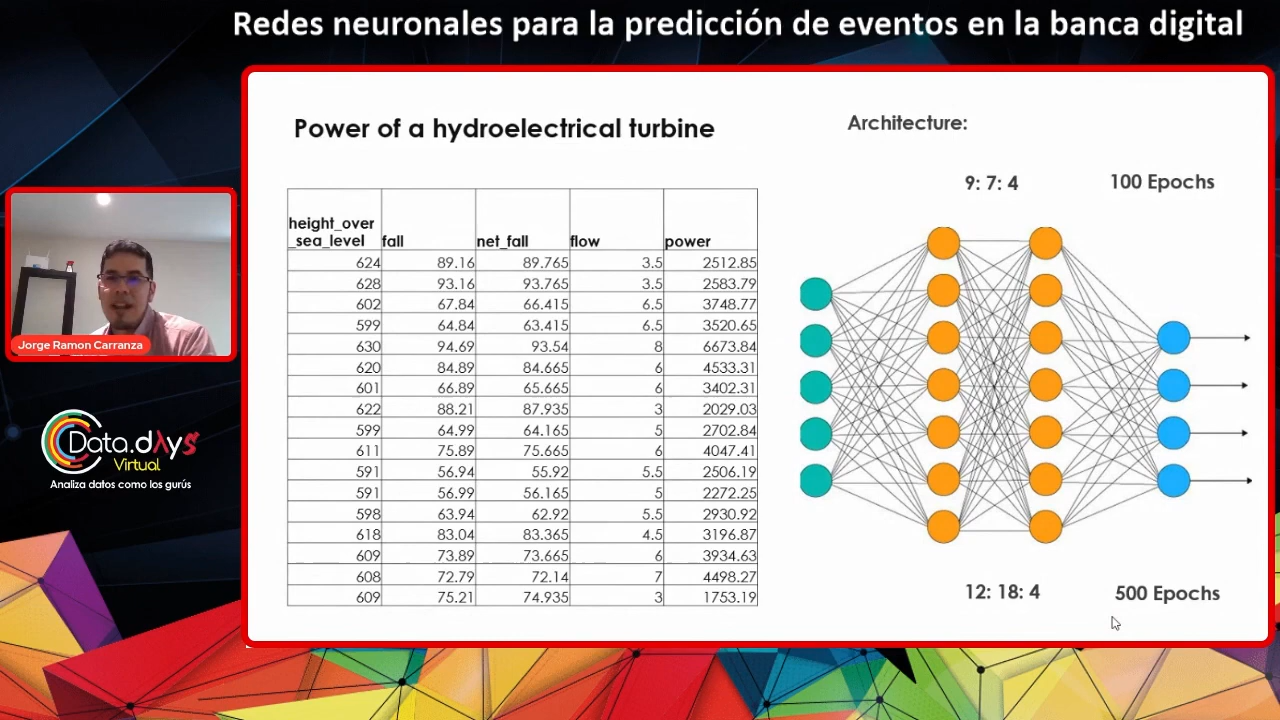 Redes neuronales para la predicción de eventos en la banca digital
Power of a hydroelectrical turbine
Architecture:
9: 7: 4
100 Epochs
height_over_sea_level fall net_fall flow power
624 89.16 89.765 3.5 2512.85
628 93.16 93.765 3.5 2583.79
602 67.84 66.415 6.5 3748.77
599 64.84 63.415 6.5 3520.65
630 94.69 93.54 8 6673.84
620 84.89 84.665 6 4533.31
601 66.89 65.665 6 3402.31
622 88.21 87.935 3 2029.03
599 64.99 64.165 5 2702.84
611 75.89 75.665 6 4047.41
591 56.94 55.92 5.5 2506.19
591 56.99 56.165 5 2272.25
598 63.94 62.92 5.5 2930.92
618 83.04 83.365 4.5 3196.87
609 73.89 73.665 6 3934.63
608 72.79 72.14 7 4498.27
609 75.21 74.935 3 1753.19
12: 18: 4
500 Epochs
Jorge Ramon Carranza
Data.dλys
Virtual
Analiza datos como los gurús